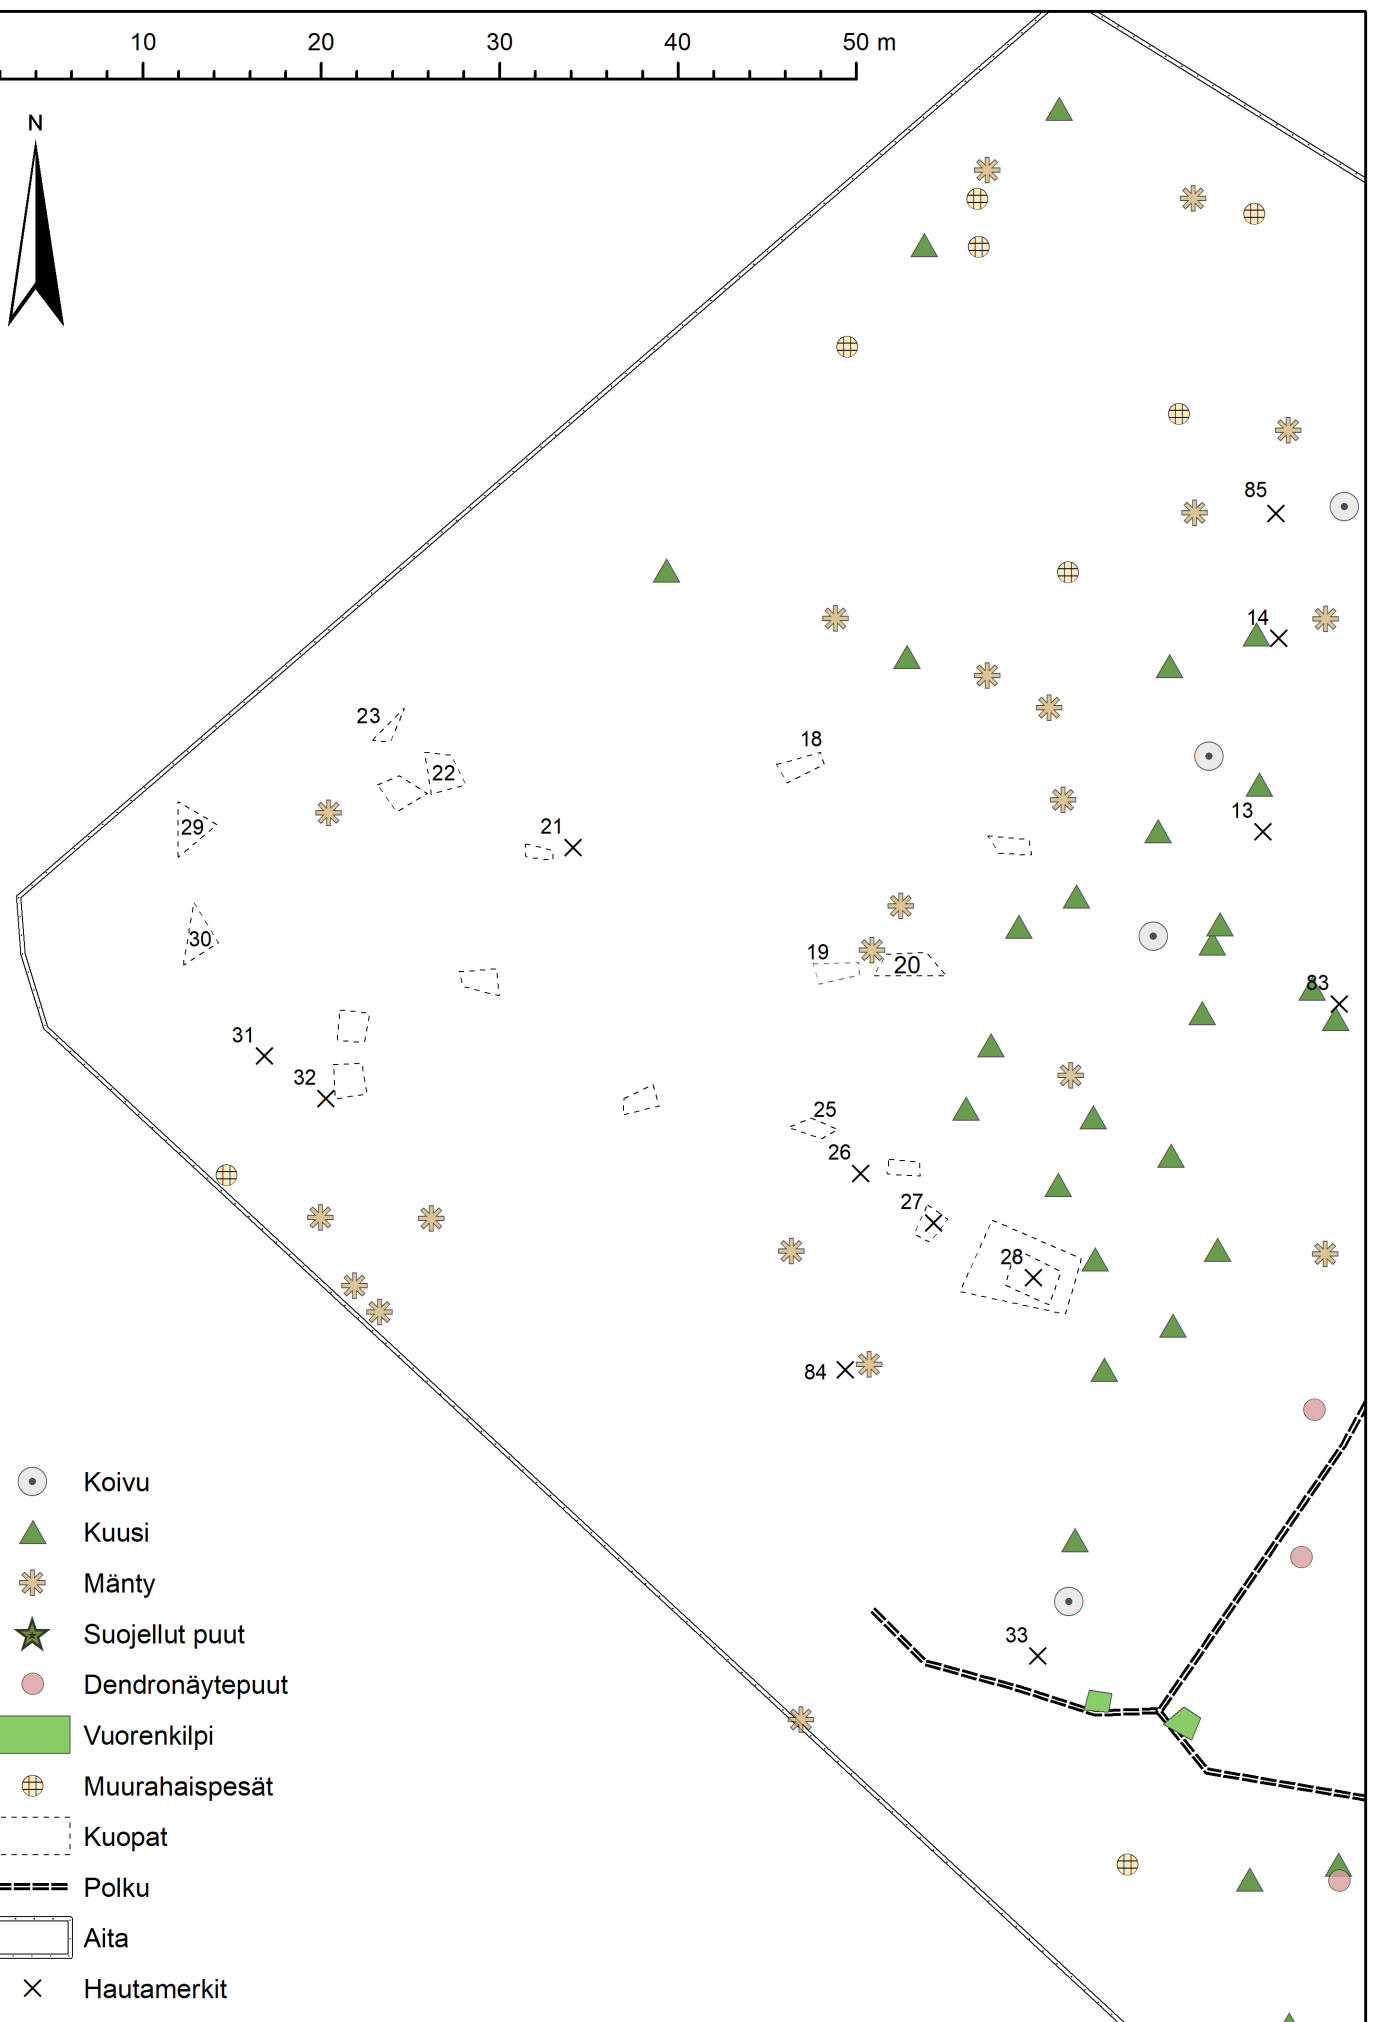 10 20 30 40 50 m
N
85
14
23
18
22
13
21
29
30
19
20
83
31
32
25
26
27
28
84
33
Koivu
Kuusi
Mänty
Suojellut puut
Dendronäytepuut
Vuorenkilpi
Muurahaispesät
Kuopat
Polku
Aita
Hautamerkit